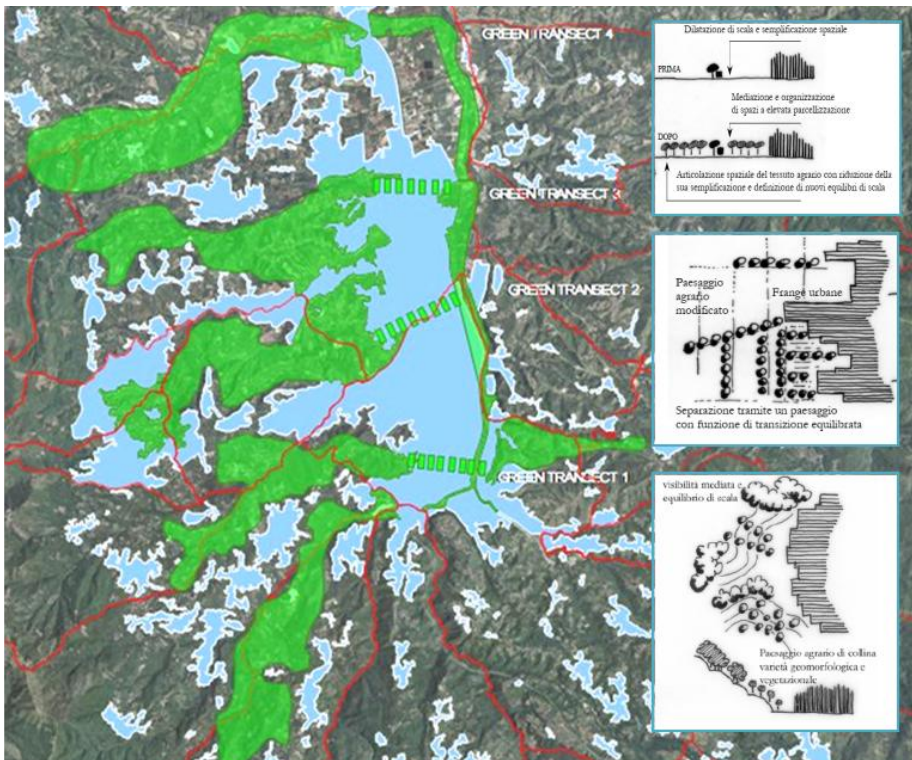 GREEN TRANSECT 4
GREEN TRANSECT 3
GREEN TRANSECT 2
GREEN TRANSECT 1
Dilatazione di scala e semplificazione spaziale
PRIMA
Mediazione e organizzazione
di spazi a elevata parcellizzazione
DOPO
Articolazione spaziale del tessuto agrario con riduzione della
sua semplificazione e definizione di nuovi equilibri di scala
Paesaggio
agrario
modificato
Frange urbane
Separazione tramite un paesaggio
con funzione di transizione equilibrata
visibilità mediata e
equilibrio di scala
Paesaggio agrario di collina
varietà geomorfologica e
vegetazionale